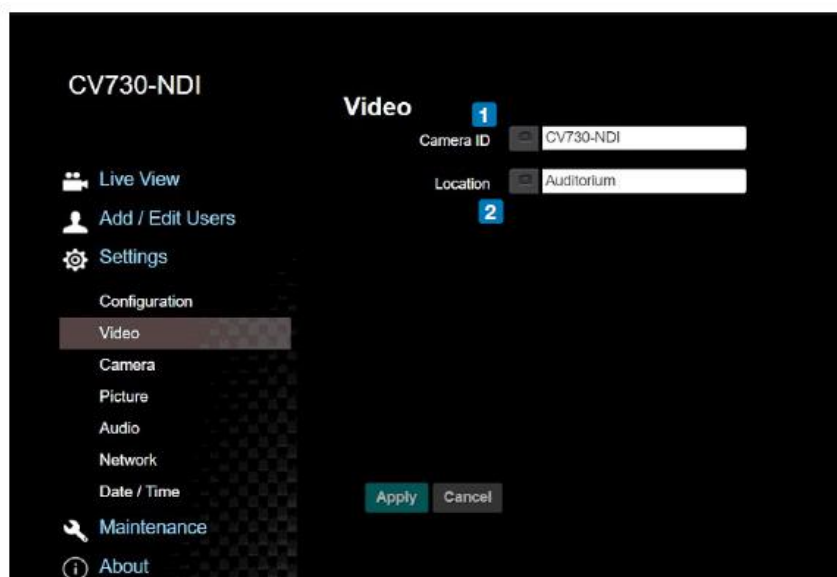 CV730-NDI
Video
1
Camera ID CV730-NDI
Location Auditorium
2
Live View
Add / Edit Users
Settings
Configuration
Video
Camera
Picture
Audio
Network
Date / Time
Maintenance
About
Apply Cancel